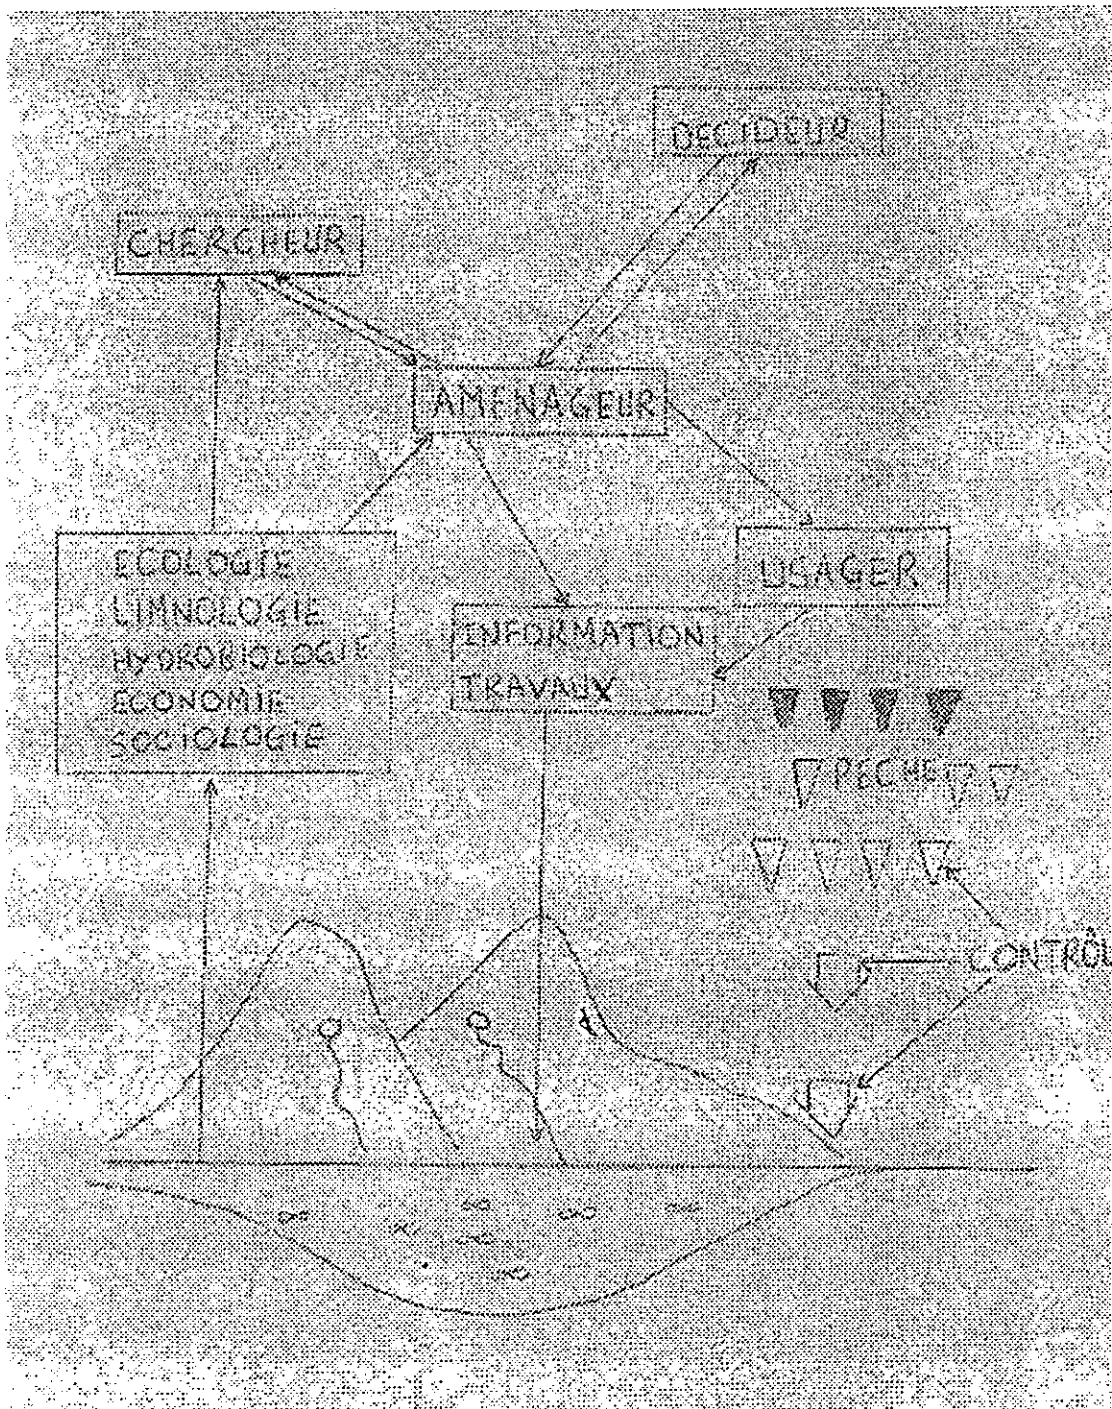 DECIDEUR
CHERCHEUR
AMENAGEUR
ECOLOGIE
LIMNOLOGIE
HYDROBIOLOGIE
ECONOMIE
SOCIOLOGIE
USAGER
INFORMATION
TRAVAUX
PECHE
CONTRÔL